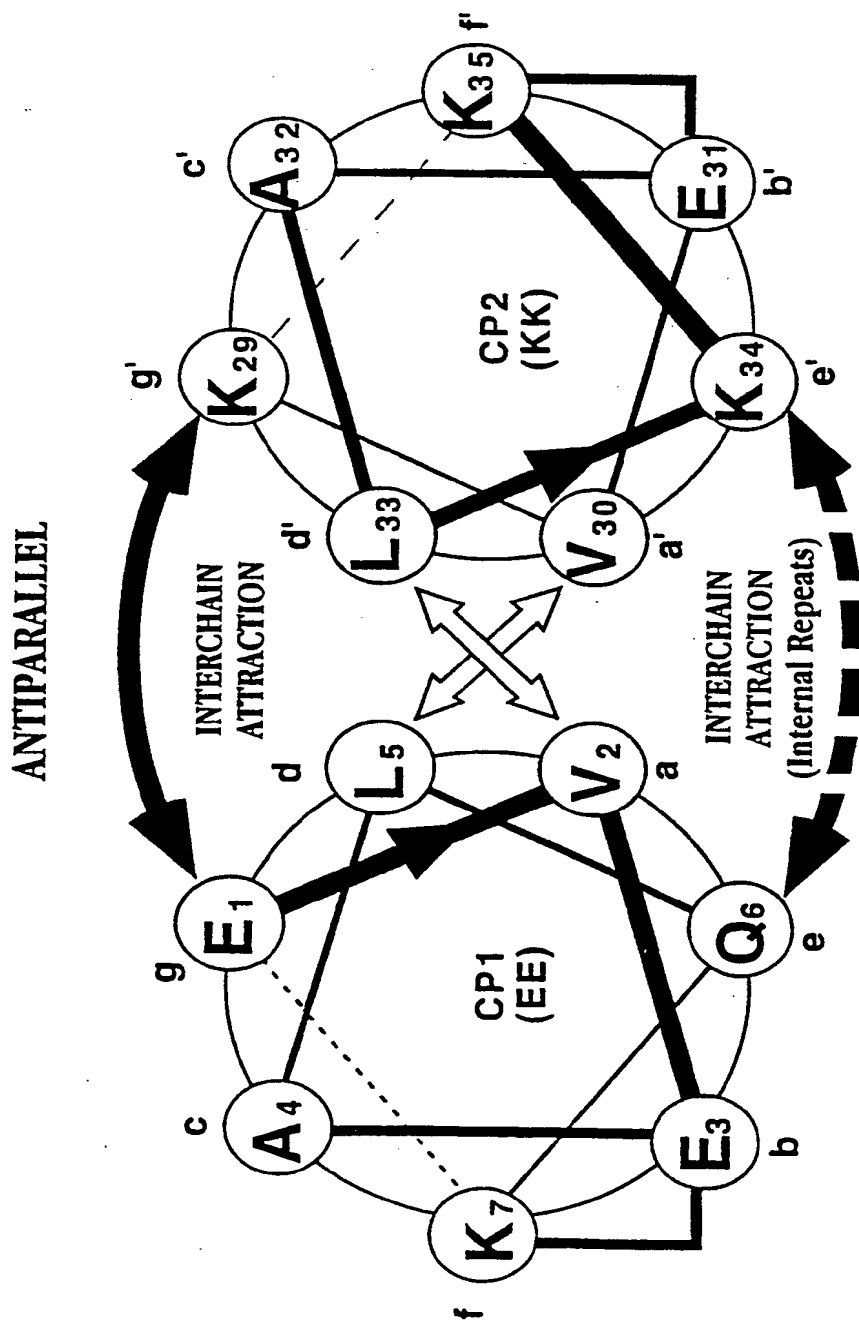 ANTIPARALLEL
INTERCHAIN
ATTRACTION
g
E1
c
A4
d
L5
f
K7
CP1
(EE)
a
V2
b
E3
e
Q6
g'
K29
c'
A32
d'
L33
f'
K35
CP2
(KK)
a'
V30
b'
E31
e'
K34
INTERCHAIN
ATTRACTION
(Internal Repeats)